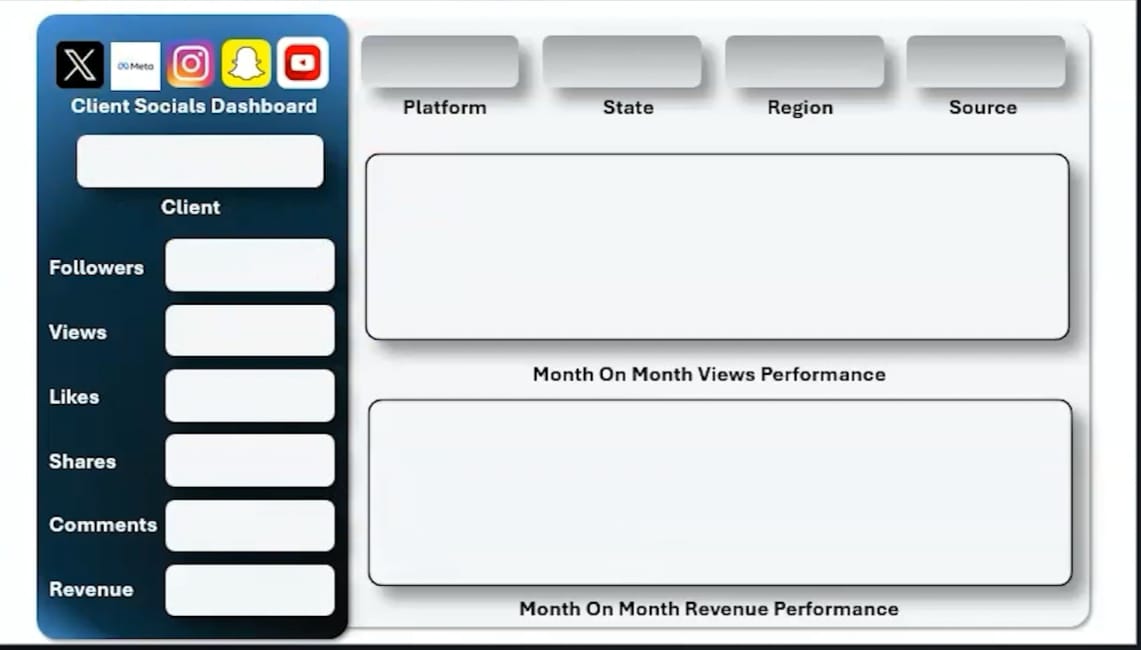 Meta
Client Socials Dashboard
Client
Followers
Views
Likes
Shares
Comments
Revenue
Platform
State
Region
Source
Month On Month Views Performance
Month On Month Revenue Performance